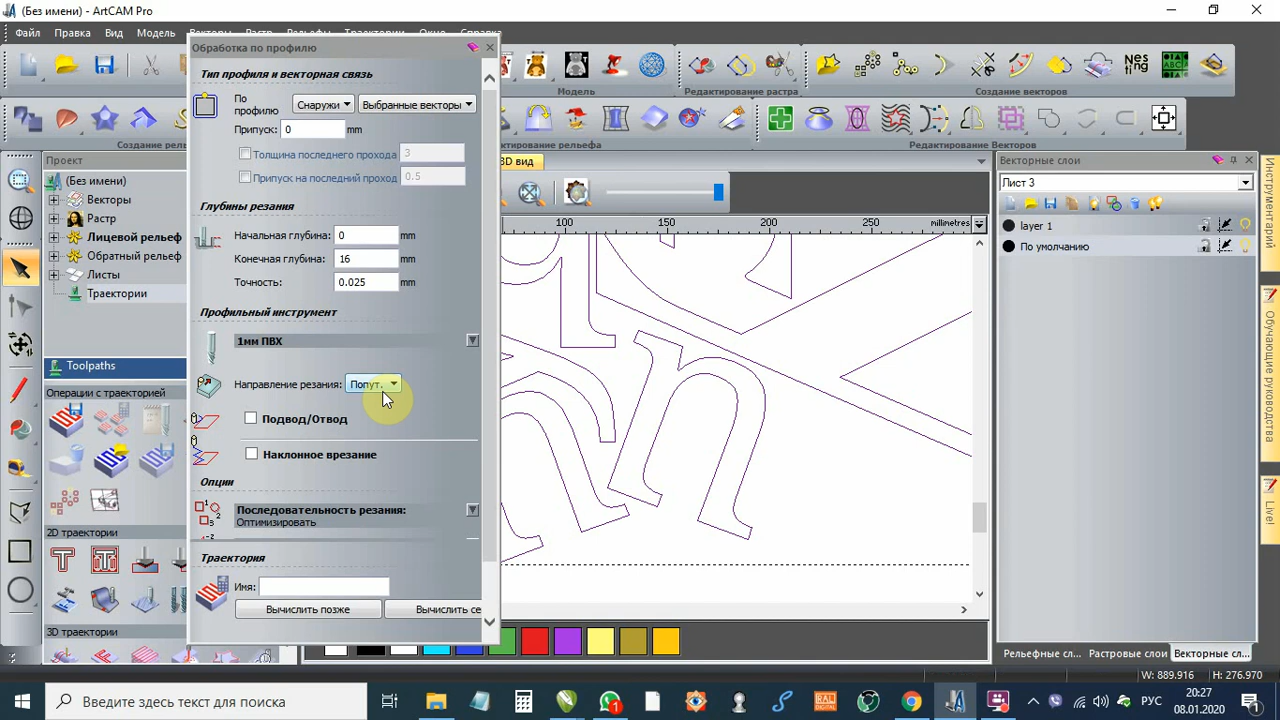 (Без имени) - ArtCAM Pro
Файл Правка Вид Модель
Обработка по профилю
Тип профиля и векторная связь
По профилю Снаружи Выбранные векторы
Припуск: 0 mm
Толщина последнего прохода 3
Припуск на последний проход 0.5
Глубины резания
Начальная глубина: 0 mm
Конечная глубина: 16 mm
Точность: 0.025 mm
Профильный инструмент
1мм ПВХ
Направление резания: Попут.
Подвод/Отвод
Наклонное врезание
Опции
Последовательность резания:
Оптимизировать
Траектория
Имя:
Вычислить позже Вычислить се
Проект
(Без имени)
Векторы
Растр
Лицевой рельеф
Обратный рельеф
Листы
Траектории
Toolpaths
Операции с траекторией
2D траектории
3D траектории
Модель
Редактирование растра
Nes ting
ABC
Создание векторов
Редактирование Векторов
3D вид
100 150 200 250 millimetres
Векторные слои
Лист 3
layer 1
По умолчанию
Рельефные сл... Растровые слои Векторные сл...
Инструментарий
Видео руководства
Live!
W: 889.916 H: 276.970
Введите здесь текст для поиска
1
BAL
РУС
20:27
08.01.2020